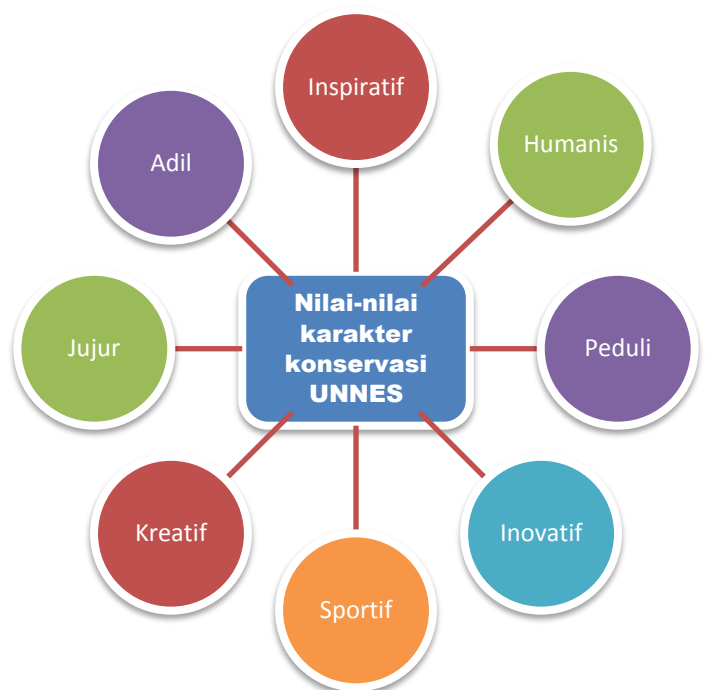 Inspiratif
Humanis
Adil
Nilai-nilai
karakter
konservasi
UNNES
Jujur
Peduli
Kreatif
Inovatif
Sportif